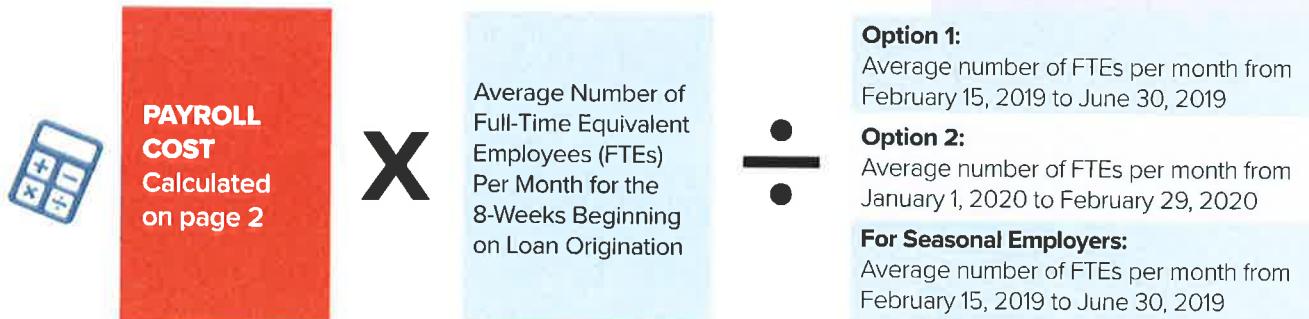 PAYROLL
COST
Calculated
on page 2
X
Average Number of
Full-Time Equivalent
Employees (FTEs)
Per Month for the
8-Weeks Beginning
on Loan Origination
÷
Option 1:
Average number of FTEs per month from
February 15, 2019 to June 30, 2019
Option 2:
Average number of FTEs per month from
January 1, 2020 to February 29, 2020
For Seasonal Employers:
Average number of FTEs per month from
February 15, 2019 to June 30, 2019